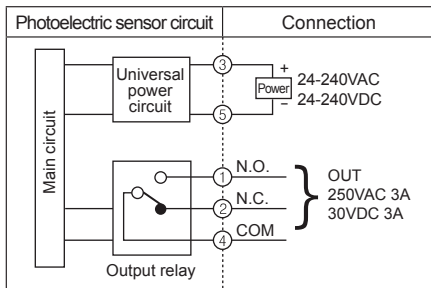 Photoelectric sensor circuit
Connection
Main circuit
Universal
power
circuit
3
5
+
Power
−
24-240VAC
24-240VDC
1
N.O.
2
N.C.
4
COM
OUT
250VAC 3A
30VDC 3A
Output relay